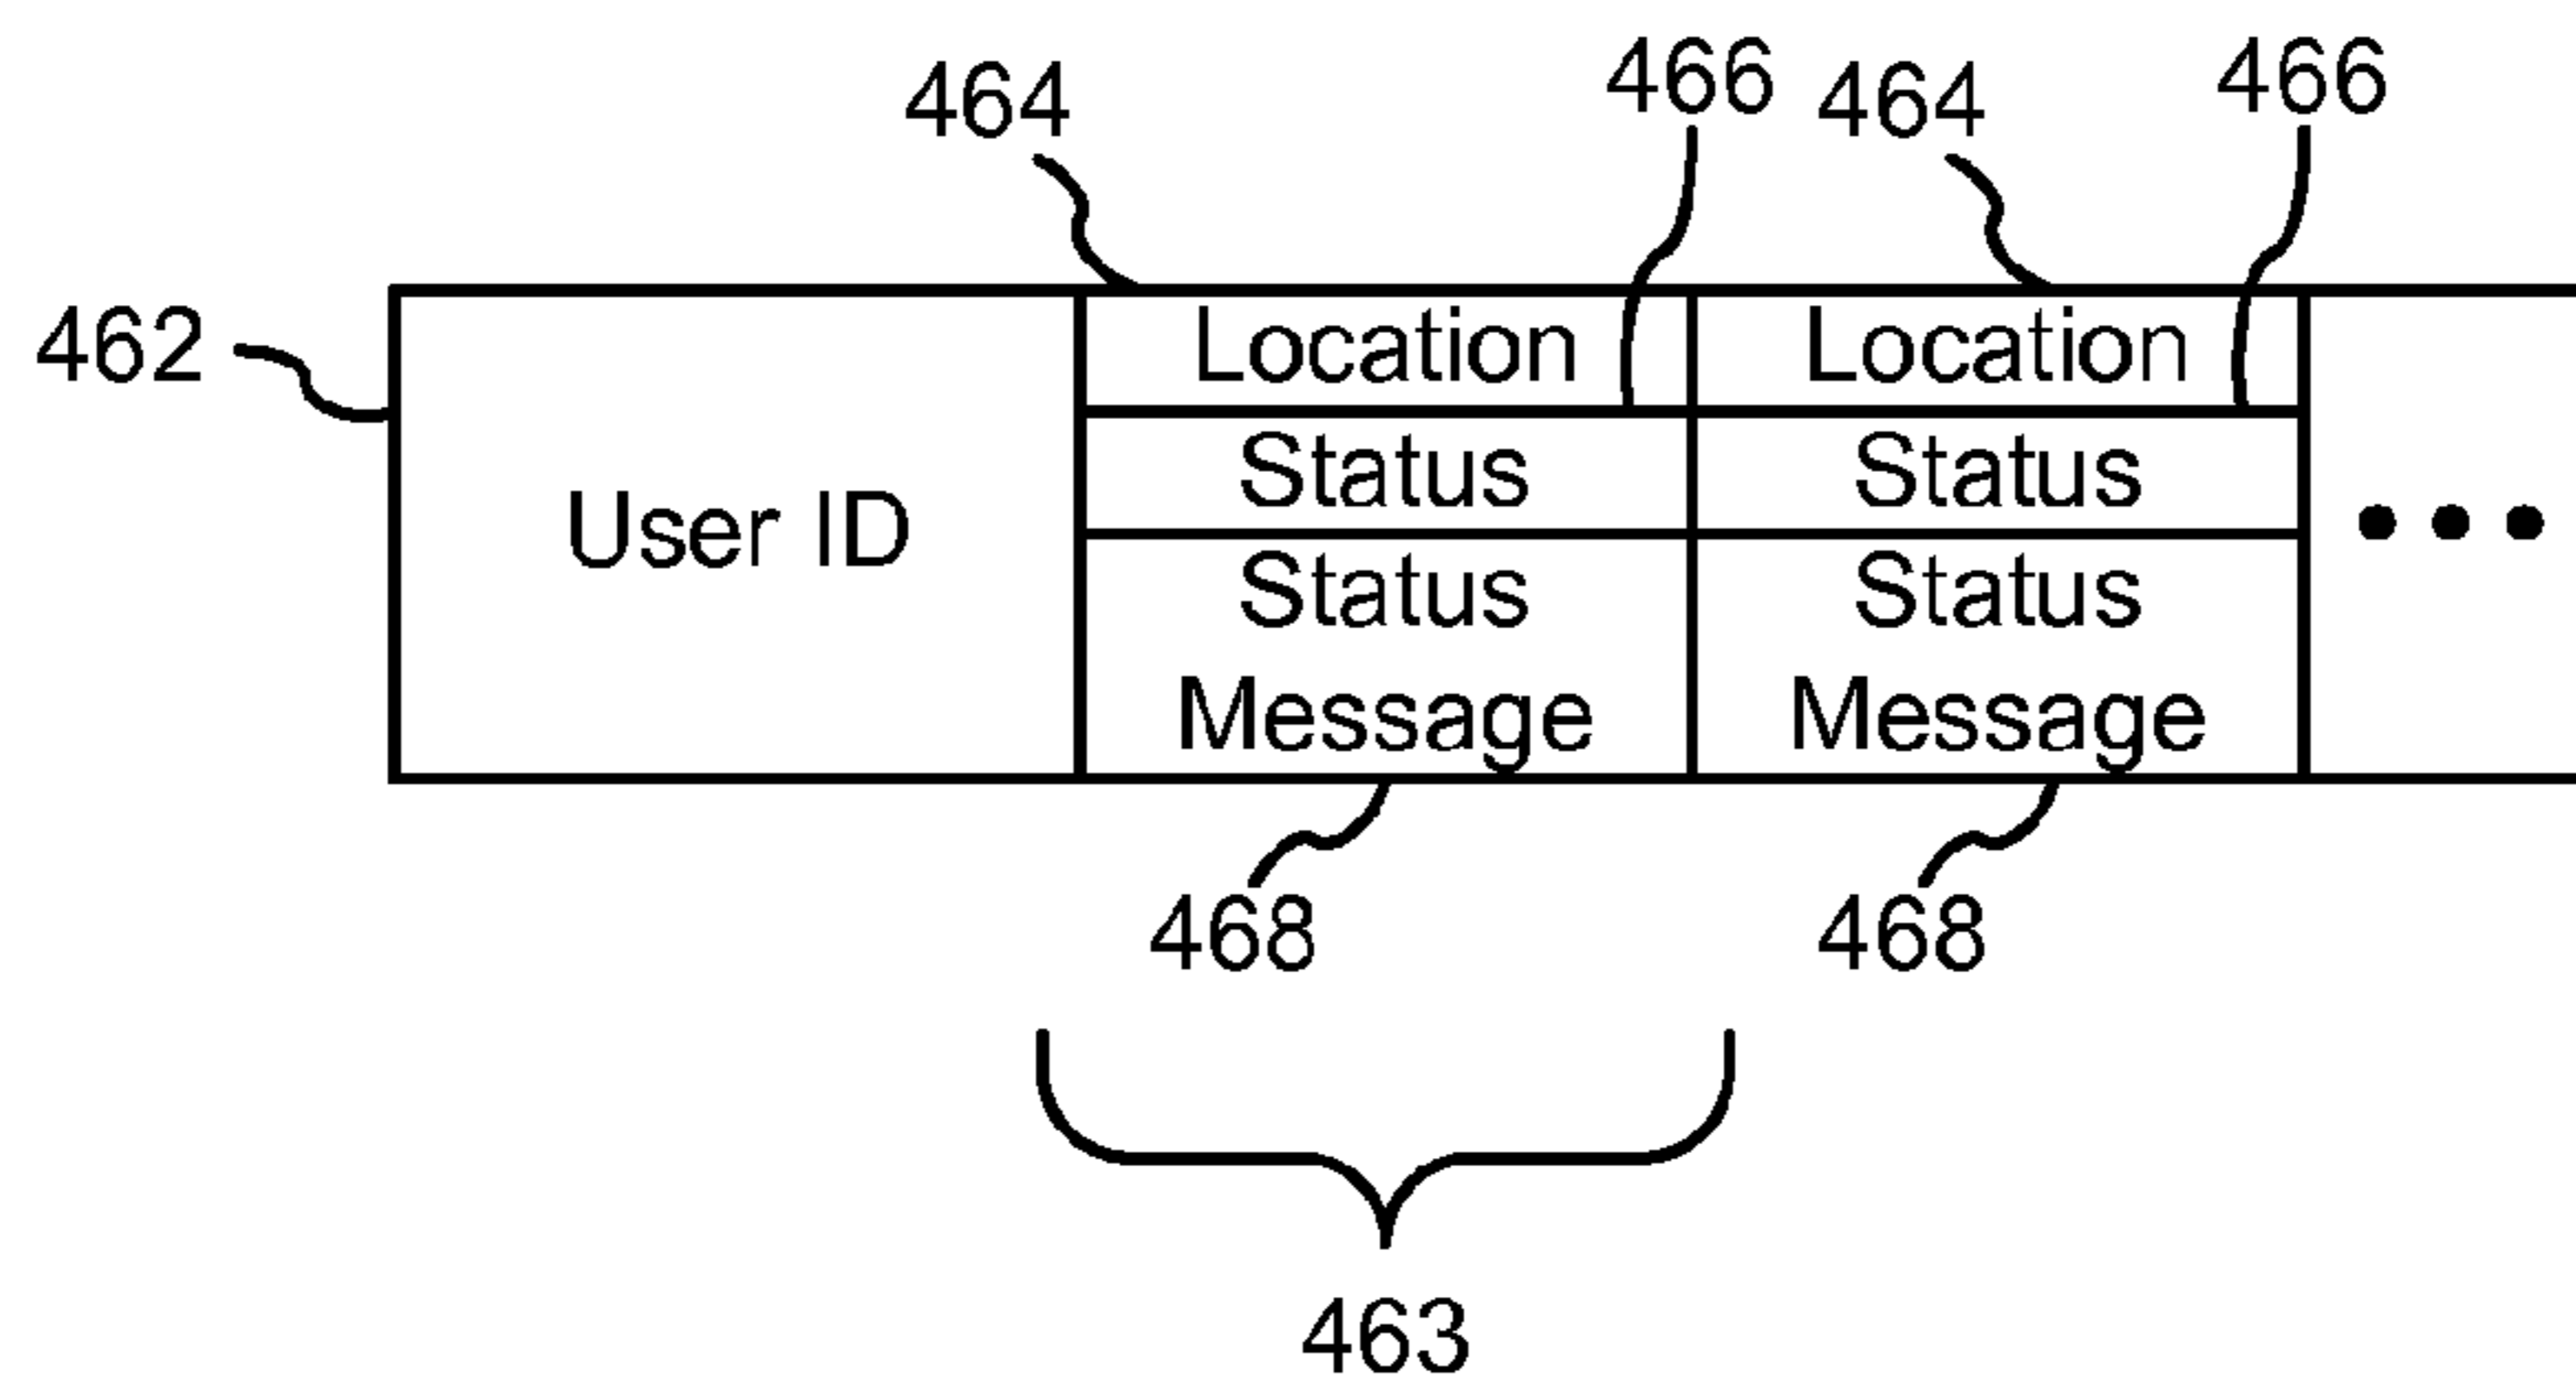 464 466 464 466
462 Location Location
User ID Status Status
Status Status
Message Message
468 468
463